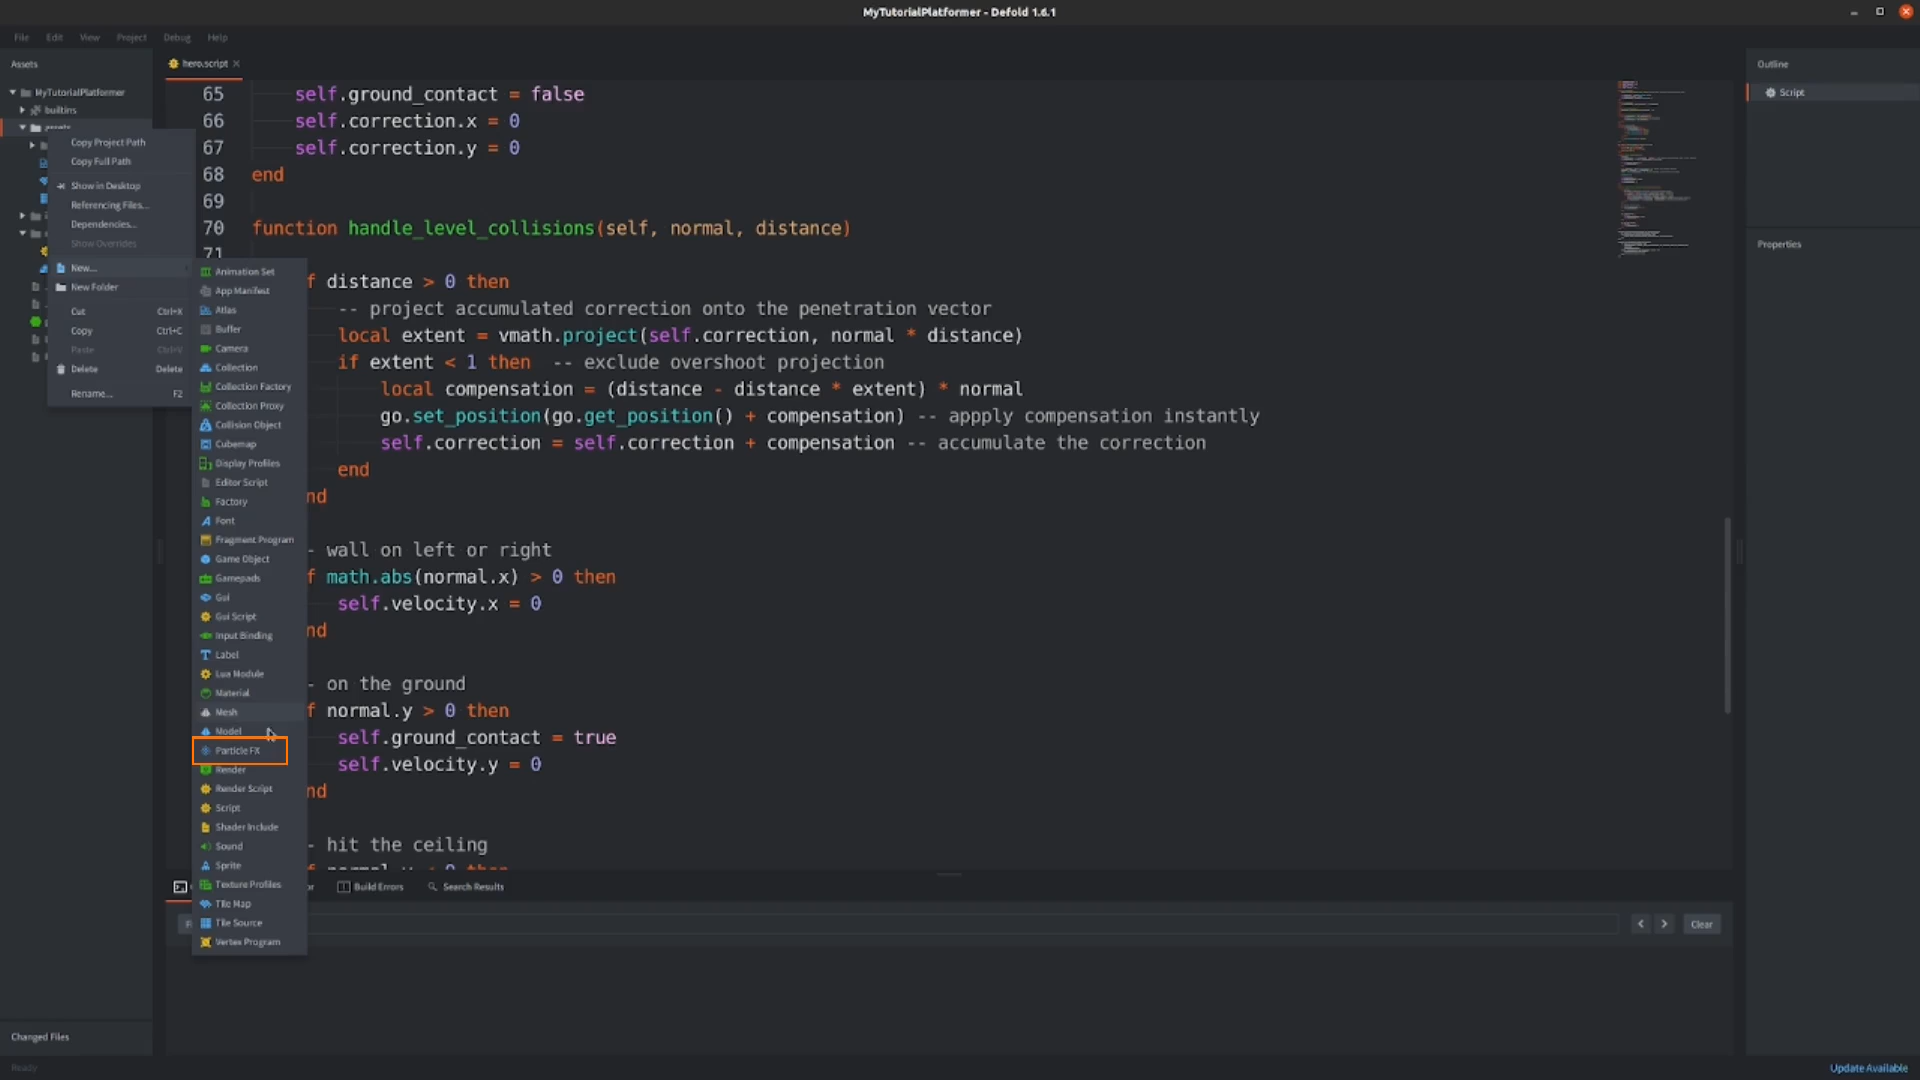 MyTutorialPlatformer - Defold 1.6.1
File Edit View Project Debug Help
Assets
MyTutorialPlatformer
builtins
assets
Copy Project Path
Copy Full Path
Show in Desktop
Referencing Files...
Dependencies...
Show Overrides
New...
New Folder
Cut Ctrl+X
Copy Ctrl+C
Paste Ctrl+V
Delete Delete
Rename... F2
Animation Set
App Manifest
Atlas
Buffer
Camera
Collection
Collection Factory
Collection Proxy
Collision Object
Cubemap
Display Profiles
Editor Script
Factory
Font
Fragment Program
Game Object
Gamepads
Gui
Gui Script
Input Binding
Label
Lua Module
Material
Mesh
Model
Particle FX
Render
Render Script
Script
Shader Include
Sound
Sprite
Texture Profiles
Tile Map
Tile Source
Vertex Program
hero.script
65 self.ground_contact = false
66 self.correction.x = 0
67 self.correction.y = 0
68 end
69
70 function handle_level_collisions(self, normal, distance)
71
f distance > 0 then
-- project accumulated correction onto the penetration vector
local extent = vmath.project(self.correction, normal * distance)
if extent < 1 then -- exclude overshoot projection
local compensation = (distance - distance * extent) * normal
go.set_position(go.get_position() + compensation) -- appply compensation instantly
self.correction = self.correction + compensation -- accumulate the correction
end
nd
- wall on left or right
f math.abs(normal.x) > 0 then
self.velocity.x = 0
nd
- on the ground
f normal.y > 0 then
self.ground_contact = true
self.velocity.y = 0
nd
- hit the ceiling
Build Errors Search Results
Clear
Outline
Script
Properties
Changed Files
Ready
Update Available